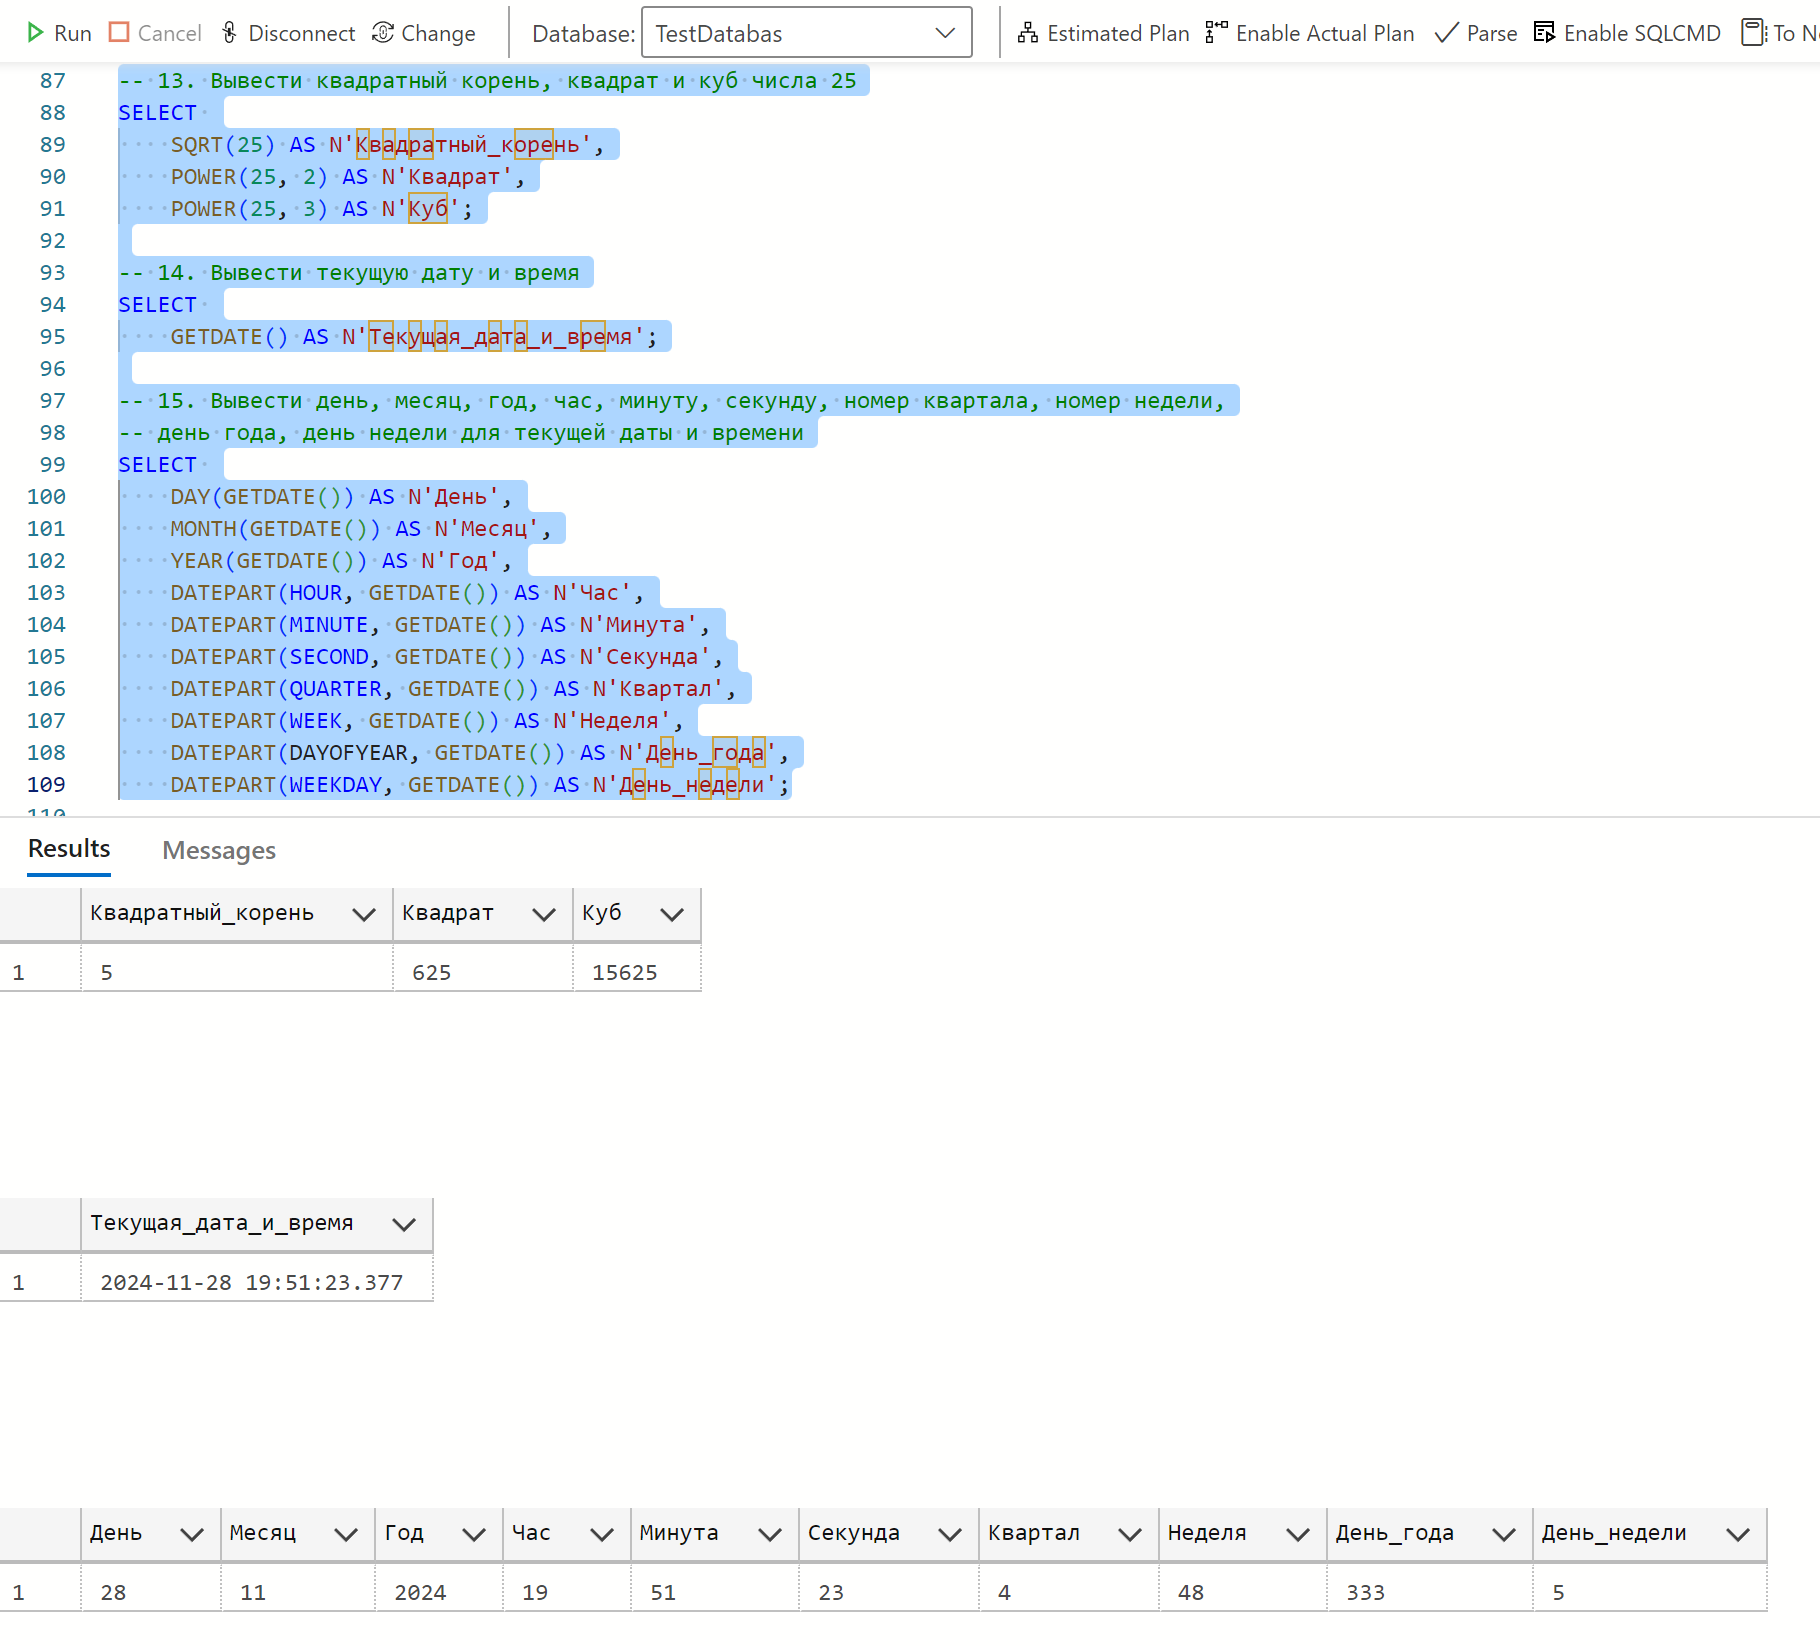 Run Cancel Disconnect Change Database: TestDatabas Estimated Plan Enable Actual Plan Parse Enable SQLCMD To
87 -- 13. Вывести квадратный корень, квадрат и куб числа 25
88 SELECT
89 SQRT(25) AS N'Квадратный_корень',
90 POWER(25, 2) AS N'Квадрат',
91 POWER(25, 3) AS N'Куб';
92
93 -- 14. Вывести текущую дату и время
94 SELECT
95 GETDATE() AS N'Текущая_дата_и_время';
96
97 -- 15. Вывести день, месяц, год, час, минуту, секунду, номер квартала, номер недели,
98 -- день года, день недели для текущей даты и времени
99 SELECT
100 DAY(GETDATE()) AS N'День',
101 MONTH(GETDATE()) AS N'Месяц',
102 YEAR(GETDATE()) AS N'Год',
103 DATEPART(HOUR, GETDATE()) AS N'Час',
104 DATEPART(MINUTE, GETDATE()) AS N'Минута',
105 DATEPART(SECOND, GETDATE()) AS N'Секунда',
106 DATEPART(QUARTER, GETDATE()) AS N'Квартал',
107 DATEPART(WEEK, GETDATE()) AS N'Неделя',
108 DATEPART(DAYOFYEAR, GETDATE()) AS N'День_года',
109 DATEPART(WEEKDAY, GETDATE()) AS N'День_недели';
110
Results Messages
Квадратный_корень Квадрат Куб
1 5 625 15625
Текущая_дата_и_время
1 2024-11-28 19:51:23.377
День Месяц Год Час Минута Секунда Квартал Неделя День_года День_недели
1 28 11 2024 19 51 23 4 48 333 5